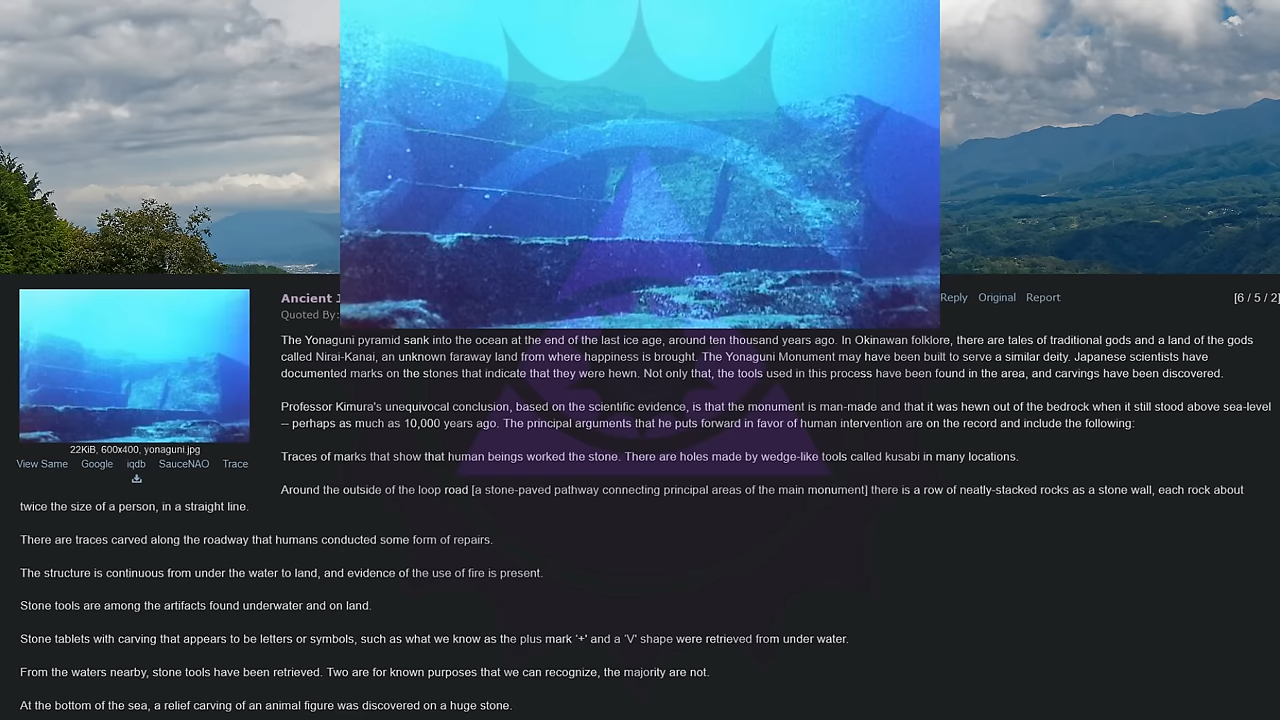 Ancient
Reply Original Report [6 / 5 / 2]
Quoted By:
The Yonaguni pyramid sank into the ocean at the end of the last ice age, around ten thousand years ago. In Okinawan folklore, there are tales of traditional gods and a land of the gods
called Nirai-Kanai, an unknown faraway land from where happiness is brought. The Yonaguni Monument may have been built to serve a similar deity. Japanese scientists have
documented marks on the stones that indicate that they were hewn. Not only that, the tools used in this process have been found in the area, and carvings have been discovered.
Professor Kimura's unequivocal conclusion, based on the scientific evidence, is that the monument is man-made and that it was hewn out of the bedrock when it still stood above sea-level
– perhaps as much as 10,000 years ago. The principal arguments that he puts forward in favor of human intervention are on the record and include the following:
22KiB, 600x400, yonaguni.jpg
View Same Google iqdb SauceNAO Trace
Traces of marks that show that human beings worked the stone. There are holes made by wedge-like tools called kusabi in many locations.
Around the outside of the loop road [a stone-paved pathway connecting principal areas of the main monument] there is a row of neatly-stacked rocks as a stone wall, each rock about
twice the size of a person, in a straight line.
There are traces carved along the roadway that humans conducted some form of repairs.
The structure is continuous from under the water to land, and evidence of the use of fire is present.
Stone tools are among the artifacts found underwater and on land.
Stone tablets with carving that appears to be letters or symbols, such as what we know as the plus mark '+' and a 'V' shape were retrieved from under water.
From the waters nearby, stone tools have been retrieved. Two are for known purposes that we can recognize, the majority are not.
At the bottom of the sea, a relief carving of an animal figure was discovered on a huge stone.